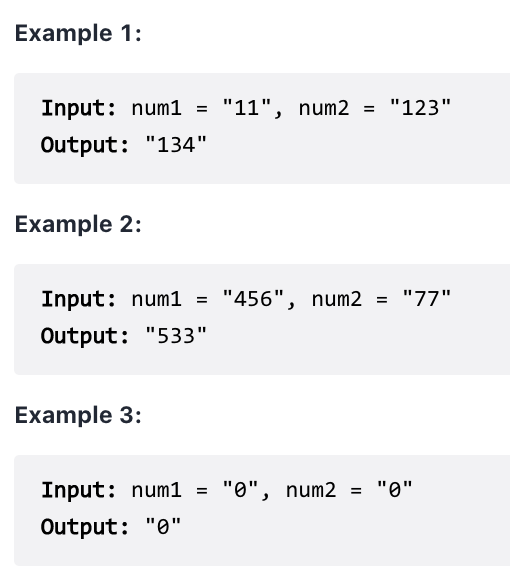 Example 1:
Input: num1 = "11", num2 = "123"
Output: "134"
Example 2:
Input: num1 = "456", num2 = "77"
Output: "533"
Example 3:
Input: num1 = "0", num2 = "0"
Output: "0"